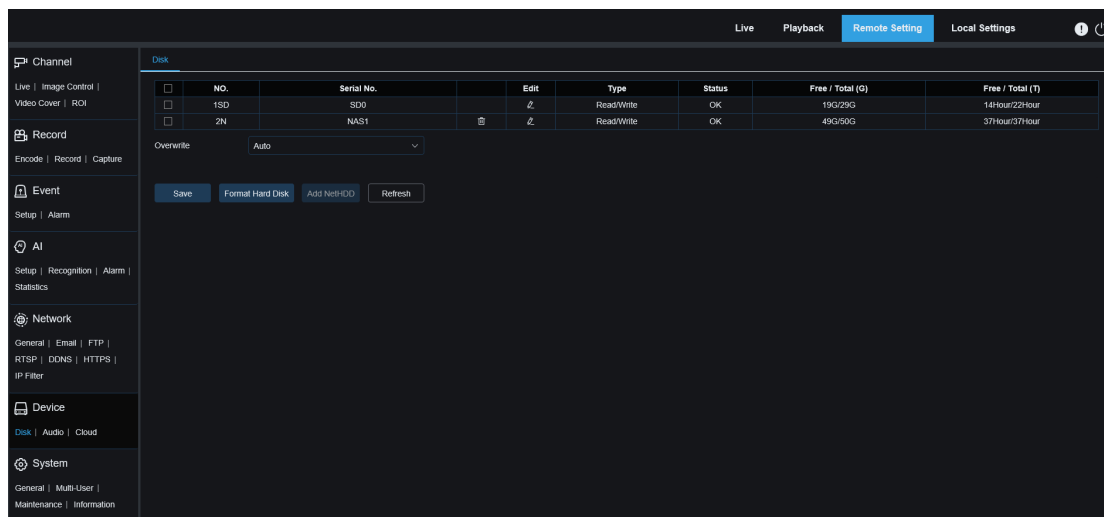 Live Playback Remote Setting Local Settings
Channel
Live | Image Control |
Video Cover | ROI
Record
Encode | Record | Capture
Event
Setup | Alarm
AI
Setup | Recognition | Alarm |
Statistics
Network
General | Email | FTP |
RTSP | DDNS | HTTPS |
IP Filter
Device
Disk | Audio | Cloud
System
General | Multi-User |
Maintenance | Information
Disk
NO. Serial No. Edit Type Status Free / Total (G) Free / Total (T)
1SD SD0 Read/Write OK 19G/29G 14Hour/22Hour
2N NAS1 Read/Write OK 49G/50G 37Hour/37Hour
Overwrite Auto
Save Format Hard Disk Add NetHDD Refresh